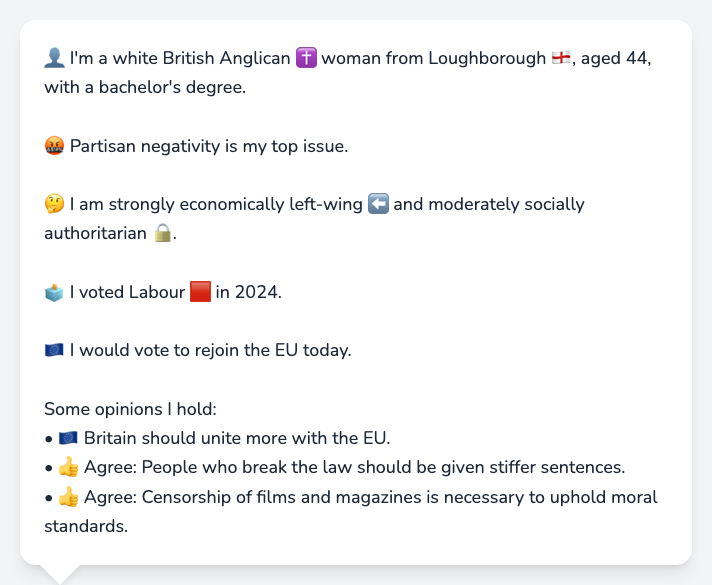 👤 I'm a white British Anglican ✝️ woman from Loughborough 🏴󠁧󠁢󠁥󠁮󠁧󠁿, aged 44,
with a bachelor's degree.
🤬 Partisan negativity is my top issue.
🤔 I am strongly economically left-wing ⬅️ and moderately socially
authoritarian 🔒.
🗳️ I voted Labour 🟥 in 2024.
🇪🇺 I would vote to rejoin the EU today.
Some opinions I hold:
• 🇪🇺 Britain should unite more with the EU.
• 👍 Agree: People who break the law should be given stiffer sentences.
• 👍 Agree: Censorship of films and magazines is necessary to uphold moral
standards.